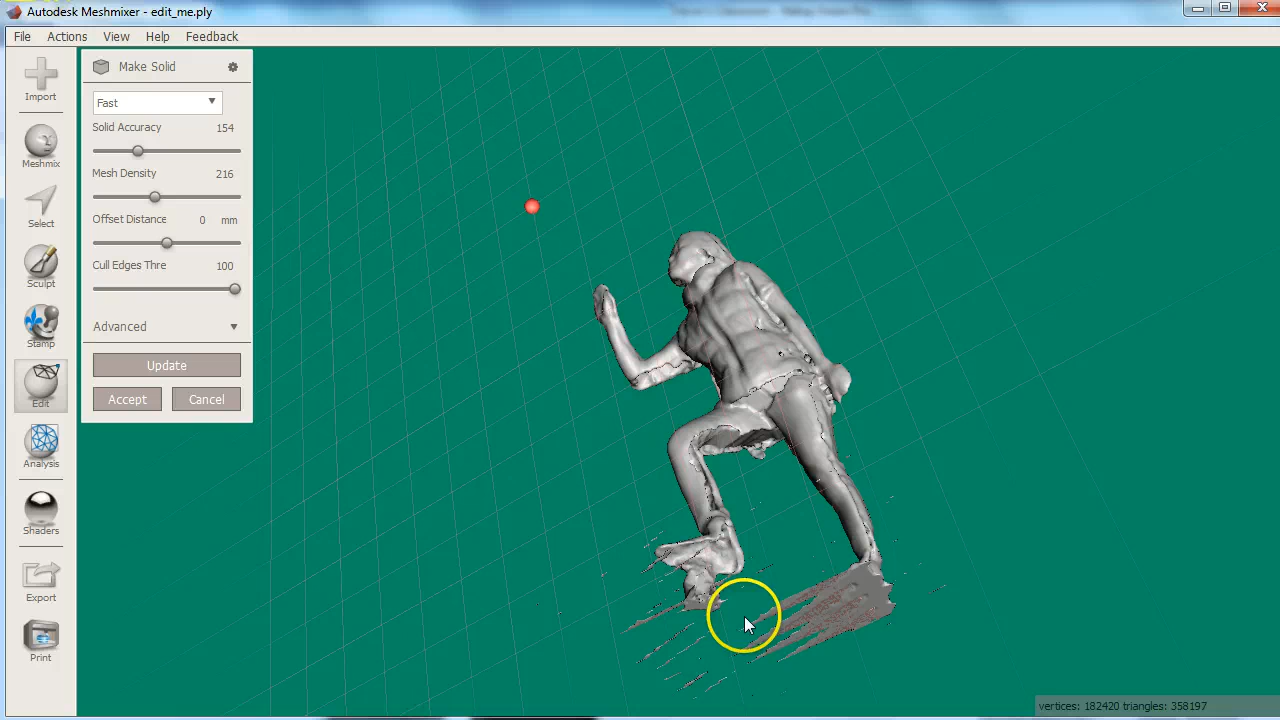 Autodesk Meshmixer - edit_me.ply
File Actions View Help Feedback
Import
Meshmix
Select
Sculpt
Stamp
Edit
Analysis
Shaders
Export
Print
Make Solid
Fast
Solid Accuracy 154
Mesh Density 216
Offset Distance 0 mm
Cull Edges Thre 100
Advanced
Update
Accept Cancel
vertices: 182420 triangles: 358197